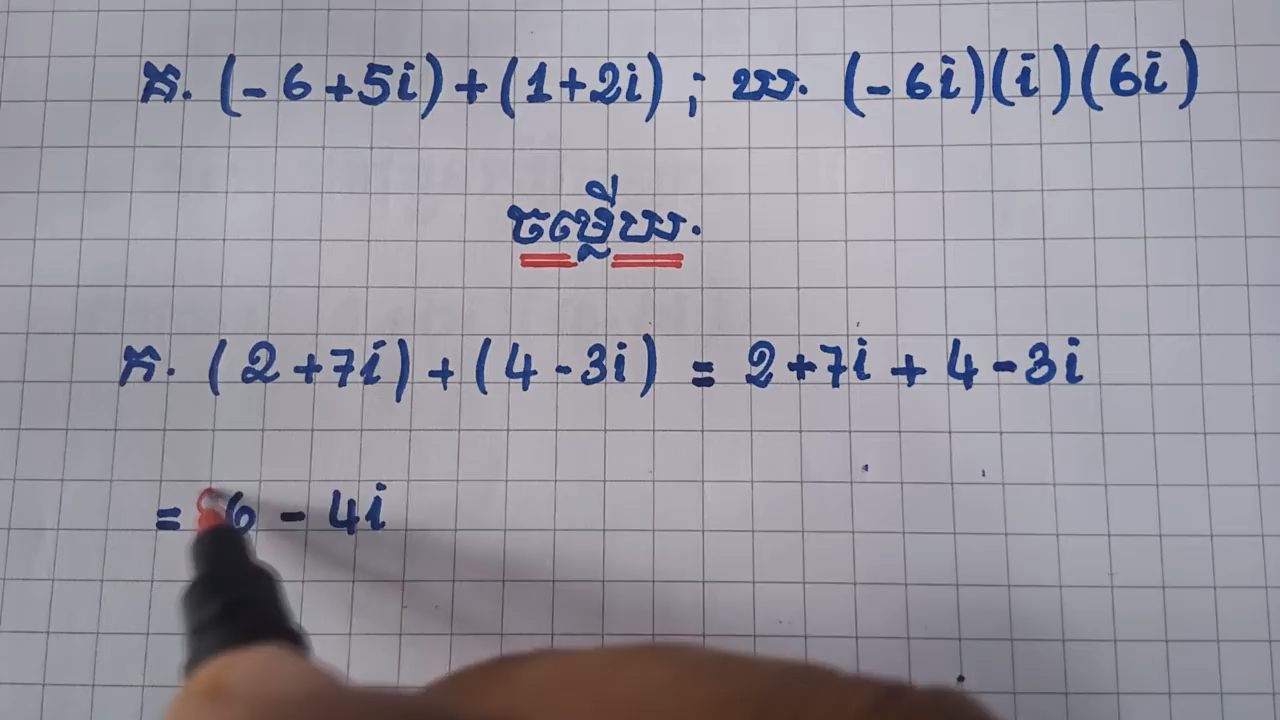 គ. (-6+5i)+(1+2i) ; ឃ. (-6i)(i)(6i)
ចម្លើយ.
ក. (2+7i)+(4-3i) = 2+7i+4-3i
= 6 - 4i